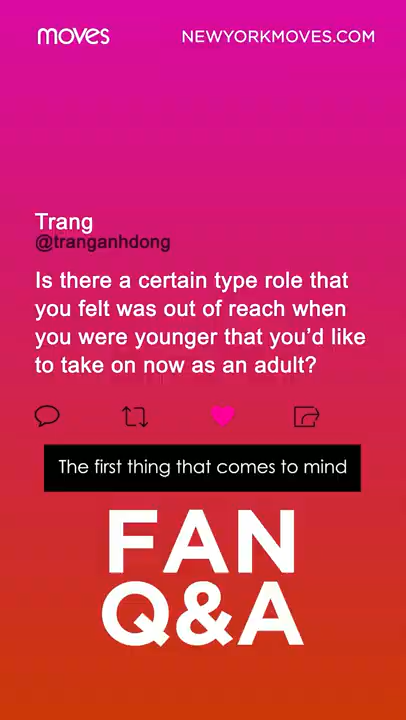 moves
NEWYORKMOVES.COM
Trang
@tranganhdong
Is there a certain type role that
you felt was out of reach when
you were younger that you'd like
to take on now as an adult?
The first thing that comes to mind
FAN
Q&A